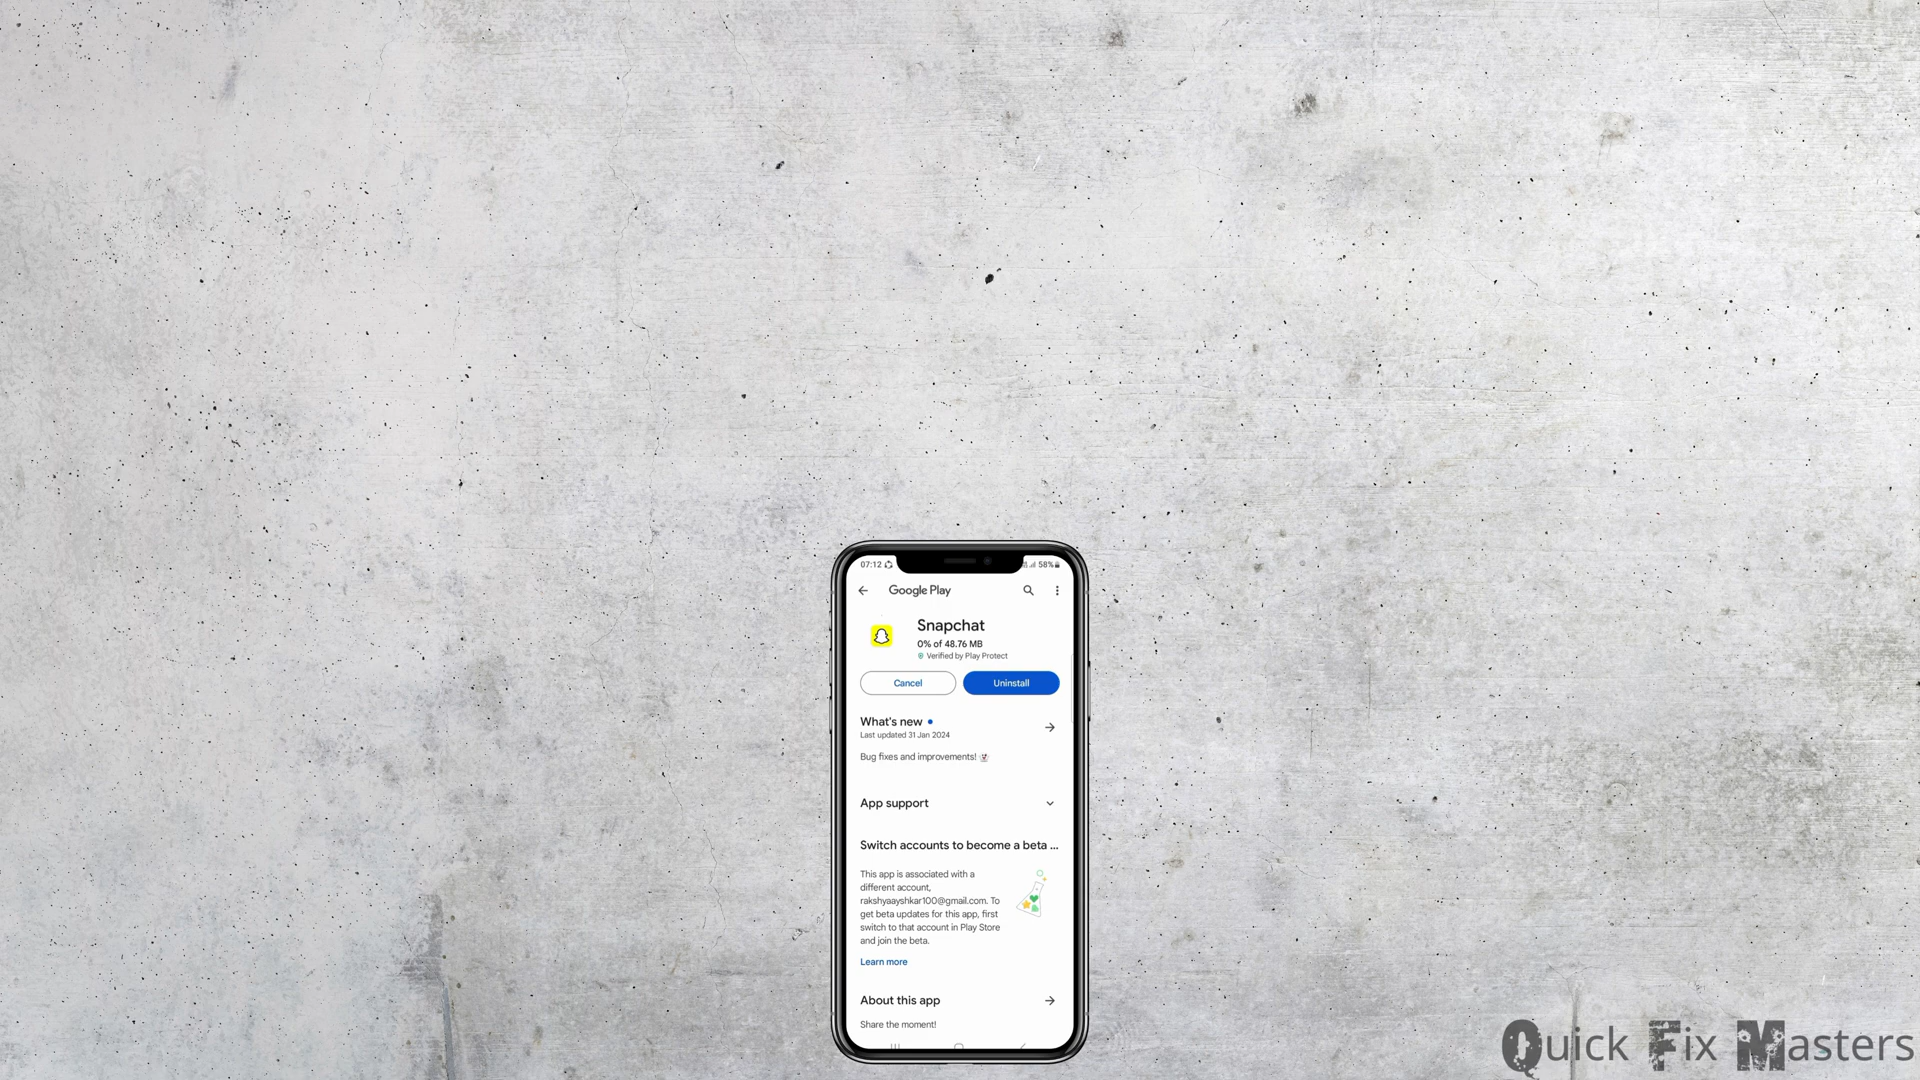 07:12 58%
Google Play
Snapchat
0% of 48.76 MB
Verified by Play Protect
Cancel Uninstall
What's new
Last updated 31 Jan 2024
Bug fixes and improvements!
App support
Switch accounts to become a beta ...
This app is associated with a
different account,
rakshyaayshkar100@gmail.com. To
get beta updates for this app, first
switch to that account in Play Store
and join the beta.
Learn more
About this app
Share the moment!
Quick Fix Masters